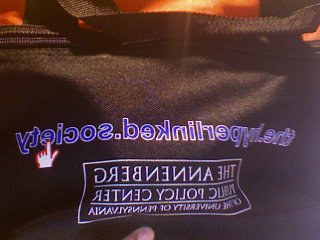 the.hyperlinked.society
THE ANNENBERG
PUBLIC POLICY CENTER
OF THE UNIVERSITY OF PENNSYLVANIA